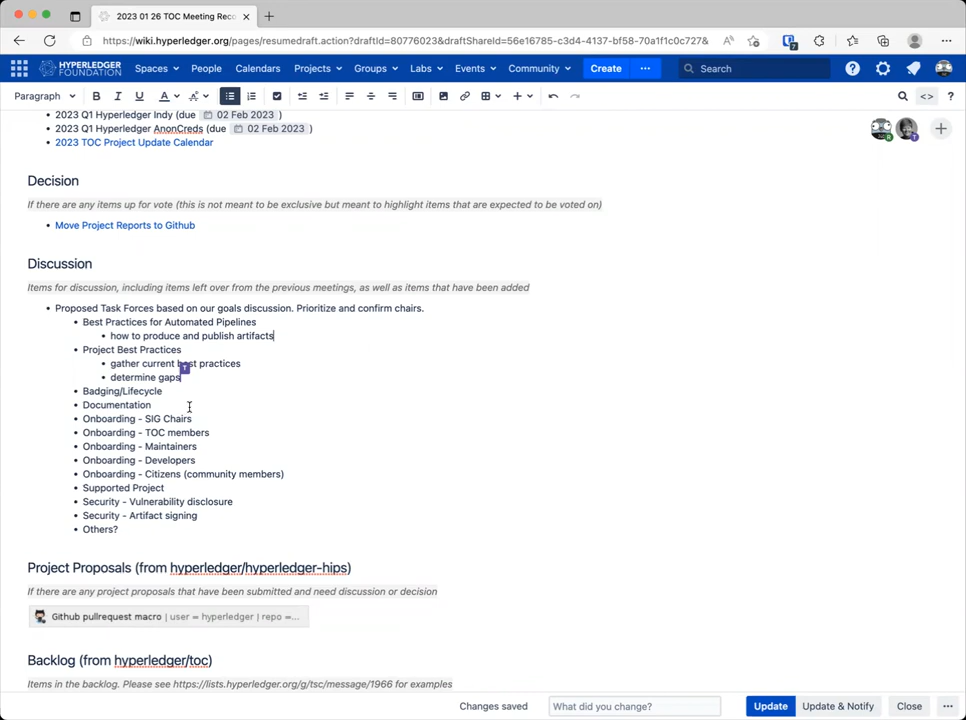 2023 01 26 TOC Meeting Reco
https://wiki.hyperledger.org/pages/resumedraft.action?draftId=80776023&draftShareId=56e16785-c3d4-4137-bf58-70a1f1c0c727&
HYPERLEDGER FOUNDATION Spaces People Calendars Projects Groups Labs Events Community Create Search
Paragraph B I U A
2023 Q1 Hyperledger Indy (due 02 Feb 2023 )
2023 Q1 Hyperledger AnonCreds (due 02 Feb 2023 )
2023 TOC Project Update Calendar
Decision
If there are any items up for vote (this is not meant to be exclusive but meant to highlight items that are expected to be voted on)
Move Project Reports to Github
Discussion
Items for discussion, including items left over from the previous meetings, as well as items that have been added
Proposed Task Forces based on our goals discussion. Prioritize and confirm chairs.
Best Practices for Automated Pipelines
how to produce and publish artifacts
Project Best Practices
gather current best practices
determine gaps
Badging/Lifecycle
Documentation
Onboarding - SIG Chairs
Onboarding - TOC members
Onboarding - Maintainers
Onboarding - Developers
Onboarding - Citizens (community members)
Supported Project
Security - Vulnerability disclosure
Security - Artifact signing
Others?
Project Proposals (from hyperledger/hyperledger-hips)
If there are any project proposals that have been submitted and need discussion or decision
Github pullrequest macro | user = hyperledger | repo =...
Backlog (from hyperledger/toc)
Items in the backlog. Please see https://lists.hyperledger.org/g/tsc/message/1966 for examples
Changes saved What did you change? Update Update & Notify Close